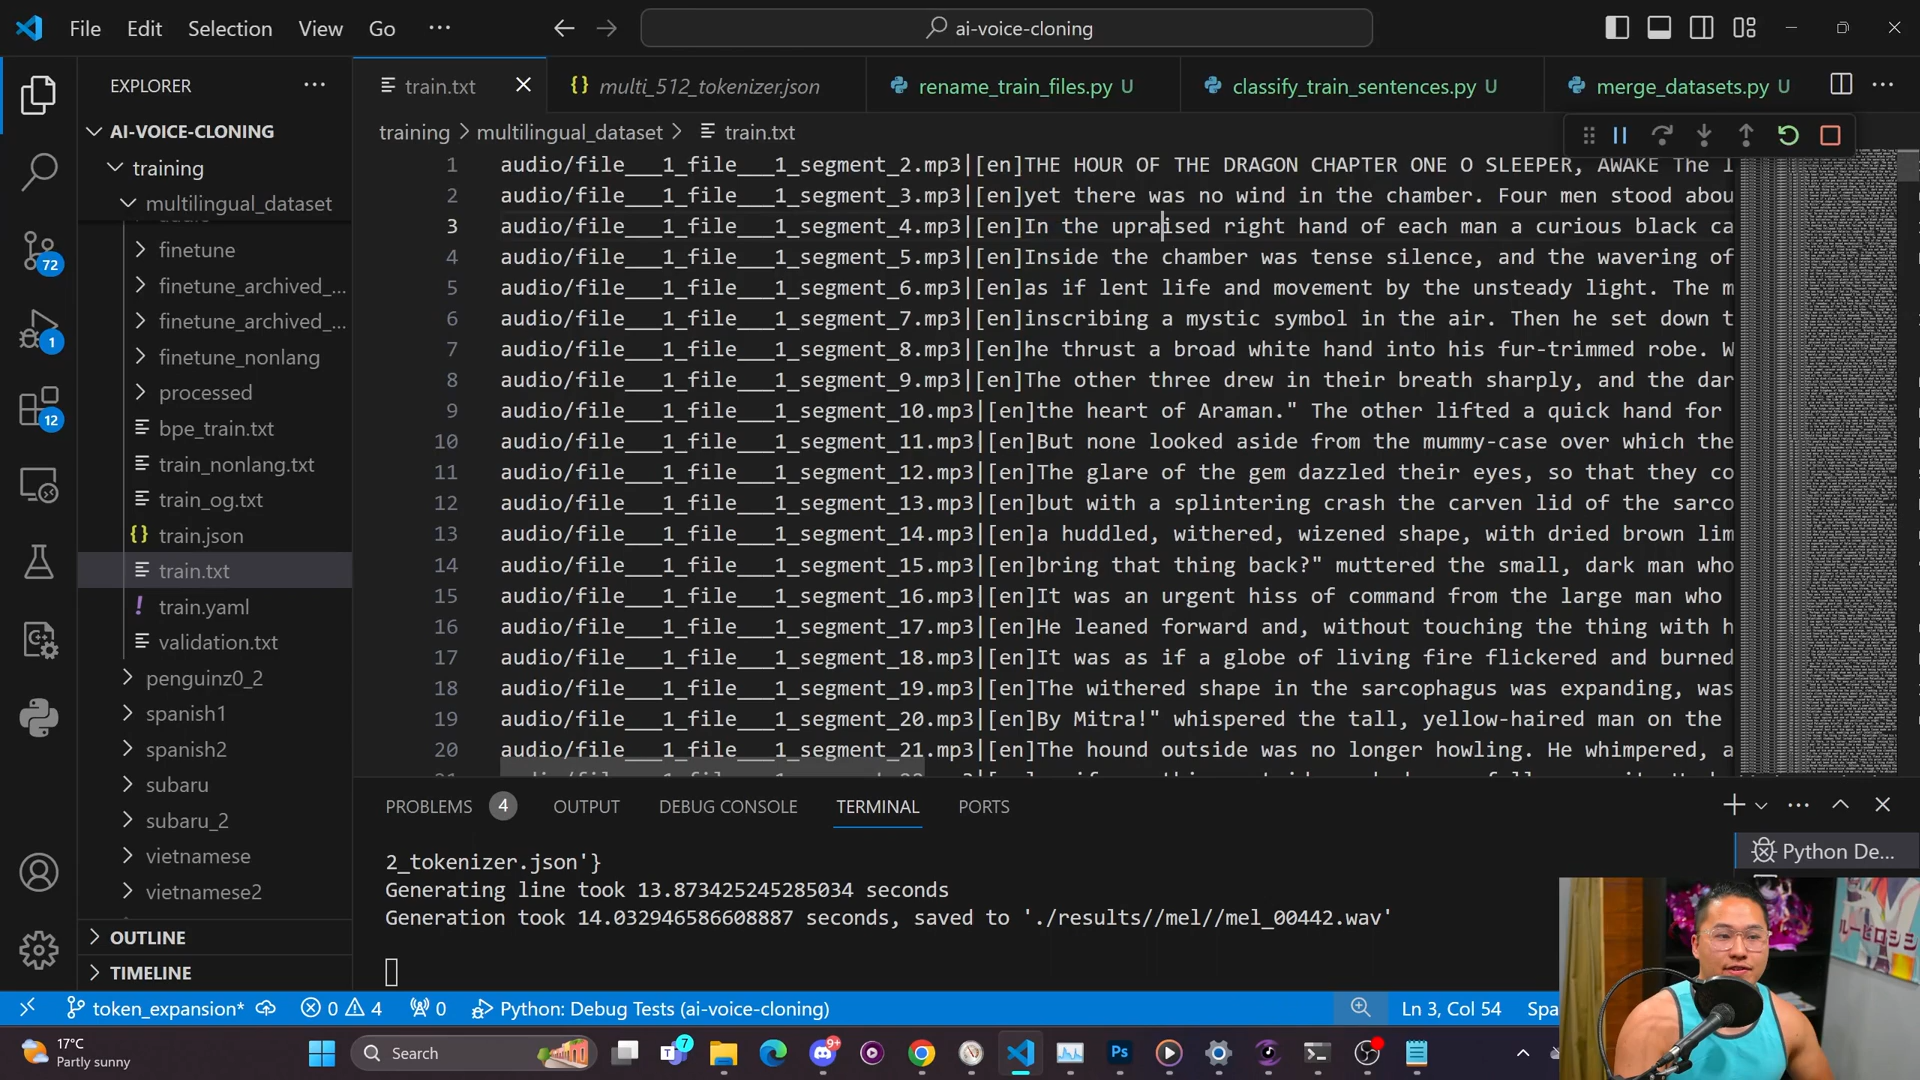 File Edit Selection View Go ··· ai-voice-cloning
EXPLORER ···
train.txt
multi_512_tokenizer.json
rename_train_files.py U
classify_train_sentences.py U
merge_datasets.py U
training > multilingual_dataset > train.txt
AI-VOICE-CLONING
training
multilingual_dataset
finetune
finetune_archived_...
finetune_archived_...
finetune_nonlang
processed
bpe_train.txt
train_nonlang.txt
train_og.txt
train.json
train.txt
train.yaml
validation.txt
penguinz0_2
spanish1
spanish2
subaru
subaru_2
vietnamese
vietnamese2
OUTLINE
TIMELINE
72
1
12
1 audio/file___1_file___1_segment_2.mp3|[en]THE HOUR OF THE DRAGON CHAPTER ONE O SLEEPER, AWAKE The l
2 audio/file___1_file___1_segment_3.mp3|[en]yet there was no wind in the chamber. Four men stood abou
3 audio/file___1_file___1_segment_4.mp3|[en]In the upraised right hand of each man a curious black ca
4 audio/file___1_file___1_segment_5.mp3|[en]Inside the chamber was tense silence, and the wavering of
5 audio/file___1_file___1_segment_6.mp3|[en]as if lent life and movement by the unsteady light. The m
6 audio/file___1_file___1_segment_7.mp3|[en]inscribing a mystic symbol in the air. Then he set down t
7 audio/file___1_file___1_segment_8.mp3|[en]he thrust a broad white hand into his fur-trimmed robe. W
8 audio/file___1_file___1_segment_9.mp3|[en]The other three drew in their breath sharply, and the dar
9 audio/file___1_file___1_segment_10.mp3|[en]the heart of Araman." The other lifted a quick hand for
10 audio/file___1_file___1_segment_11.mp3|[en]But none looked aside from the mummy-case over which the
11 audio/file___1_file___1_segment_12.mp3|[en]The glare of the gem dazzled their eyes, so that they co
12 audio/file___1_file___1_segment_13.mp3|[en]but with a splintering crash the carven lid of the sarco
13 audio/file___1_file___1_segment_14.mp3|[en]a huddled, withered, wizened shape, with dried brown lim
14 audio/file___1_file___1_segment_15.mp3|[en]bring that thing back?" muttered the small, dark man who
15 audio/file___1_file___1_segment_16.mp3|[en]It was an urgent hiss of command from the large man who
16 audio/file___1_file___1_segment_17.mp3|[en]He leaned forward and, without touching the thing with h
17 audio/file___1_file___1_segment_18.mp3|[en]It was as if a globe of living fire flickered and burned
18 audio/file___1_file___1_segment_19.mp3|[en]The withered shape in the sarcophagus was expanding, was
19 audio/file___1_file___1_segment_20.mp3|[en]By Mitra!" whispered the tall, yellow-haired man on the
20 audio/file___1_file___1_segment_21.mp3|[en]The hound outside was no longer howling. He whimpered, a
PROBLEMS 4 OUTPUT DEBUG CONSOLE TERMINAL PORTS
Python De...
2_tokenizer.json'}
Generating line took 13.873425245285034 seconds
Generation took 14.032946586608887 seconds, saved to './results//mel//mel_00442.wav'
token_expansion* 0 4 0 Python: Debug Tests (ai-voice-cloning) Ln 3, Col 54 Spa
17°C
Partly sunny
Search
7
9+
Ps